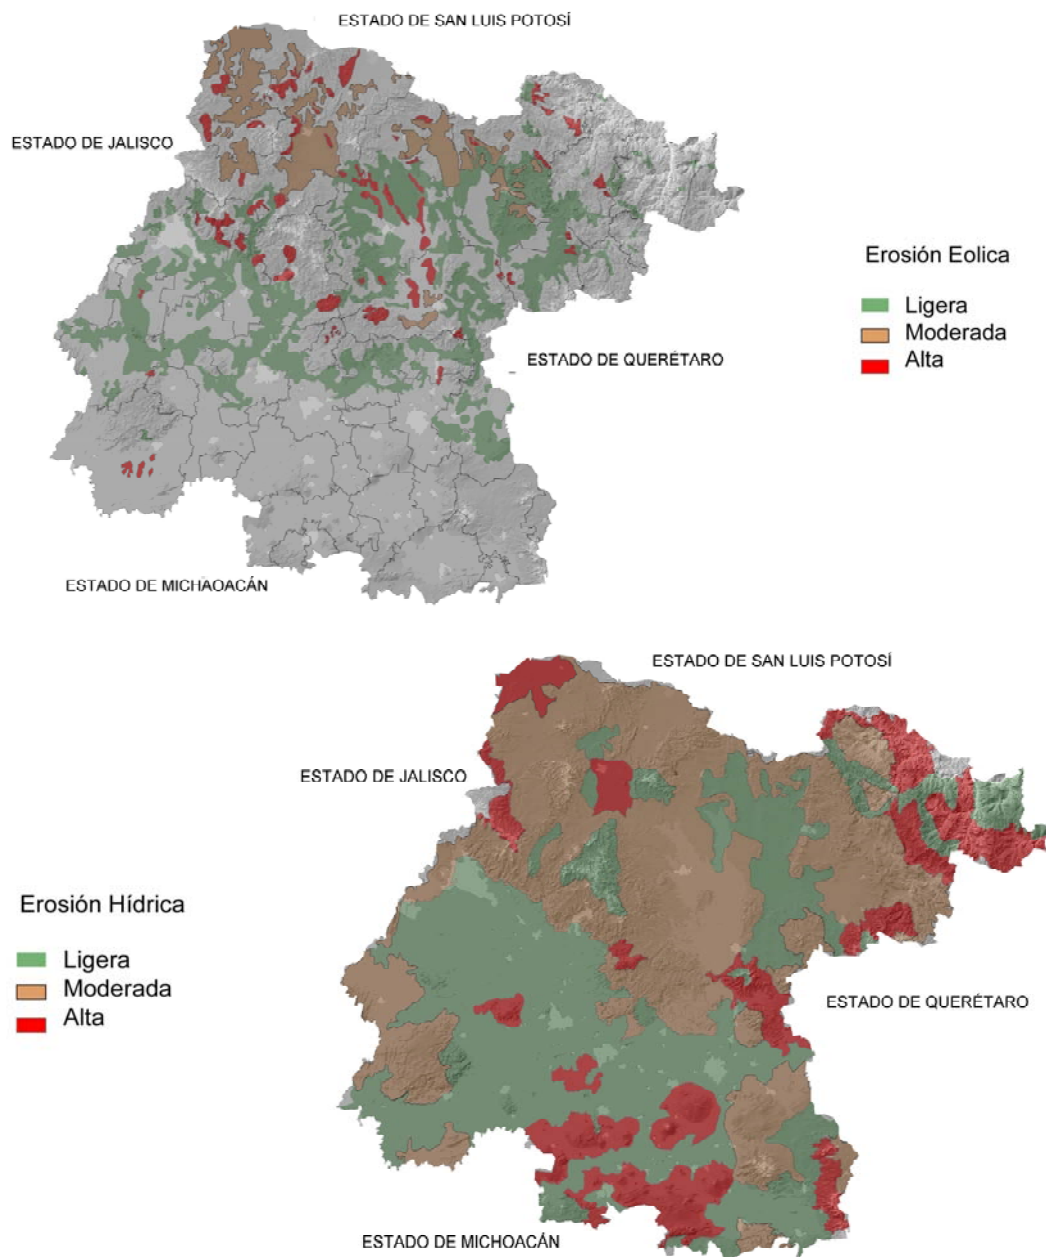 ESTADO DE SAN LUIS POTOSÍ
ESTADO DE JALISCO
Erosión Eolica
Ligera
Moderada
Alta
ESTADO DE QUERÉTARO
ESTADO DE MICHAOACÁN
ESTADO DE SAN LUIS POTOSÍ
ESTADO DE JALISCO
Erosión Hídrica
Ligera
Moderada
Alta
ESTADO DE QUERÉTARO
ESTADO DE MICHOACÁN